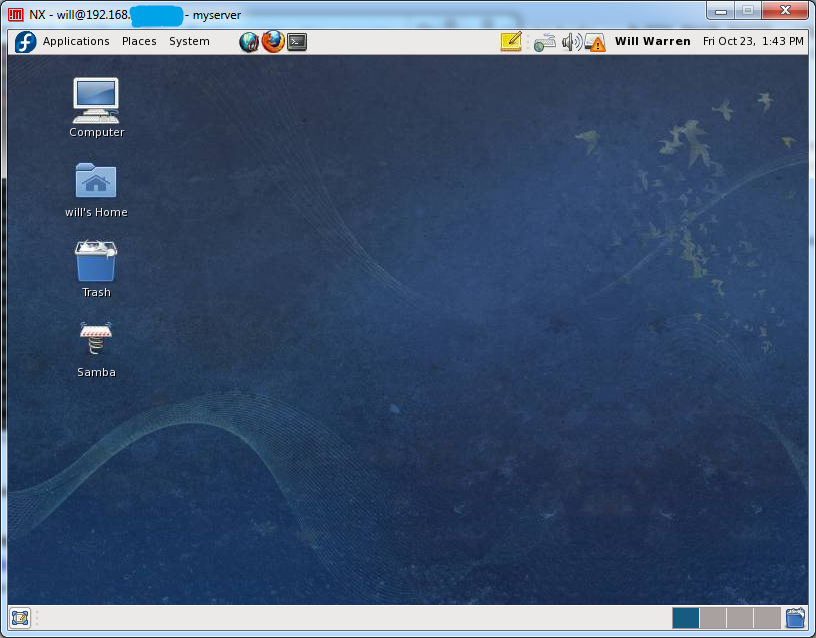 NX - will@192.168. - myserver
Applications Places System Will Warren Fri Oct 23, 1:43 PM
Computer
will's Home
Trash
Samba